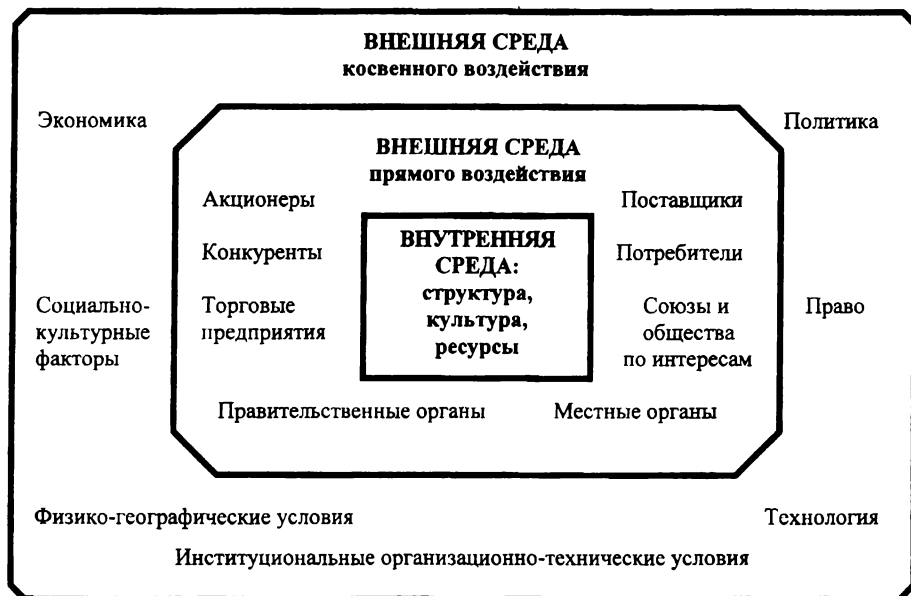 ВНЕШНЯЯ СРЕДА
косвенного воздействия
Экономика
Политика
ВНЕШНЯЯ СРЕДА
прямого воздействия
Акционеры
Поставщики
Конкуренты
Потребители
Торговые
предприятия
Союзы и
общества
по интересам
ВНУТРЕННЯЯ
СРЕДА:
структура,
культура,
ресурсы
Социально-
культурные
факторы
Право
Правительственные органы
Местные органы
Физико-географические условия
Технология
Институциональные организационно-технические условия